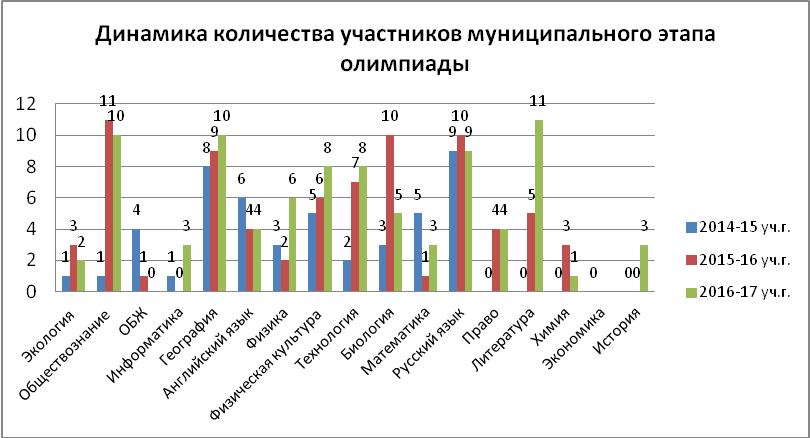 Динамика количества участников муниципального этапа
олимпиады
12
10
8
6
4
2
0
1 3 2
1 11 10
4 1 0
1 0 3
8 9 10
6 4 4
3 2 6
5 6 8
2 7 8
3 10 5
5 1 3
9 10 9
0 4 4
0 5 11
0 3 1
0
0 0 3
Экология
Обществознание
ОБЖ
Информатика
География
Английский язык
Физика
Физическая культура
Технология
Биология
Математика
Русский язык
Право
Литература
Химия
Экономика
История
2014-15 уч.г.
2015-16 уч.г.
2016-17 уч.г.